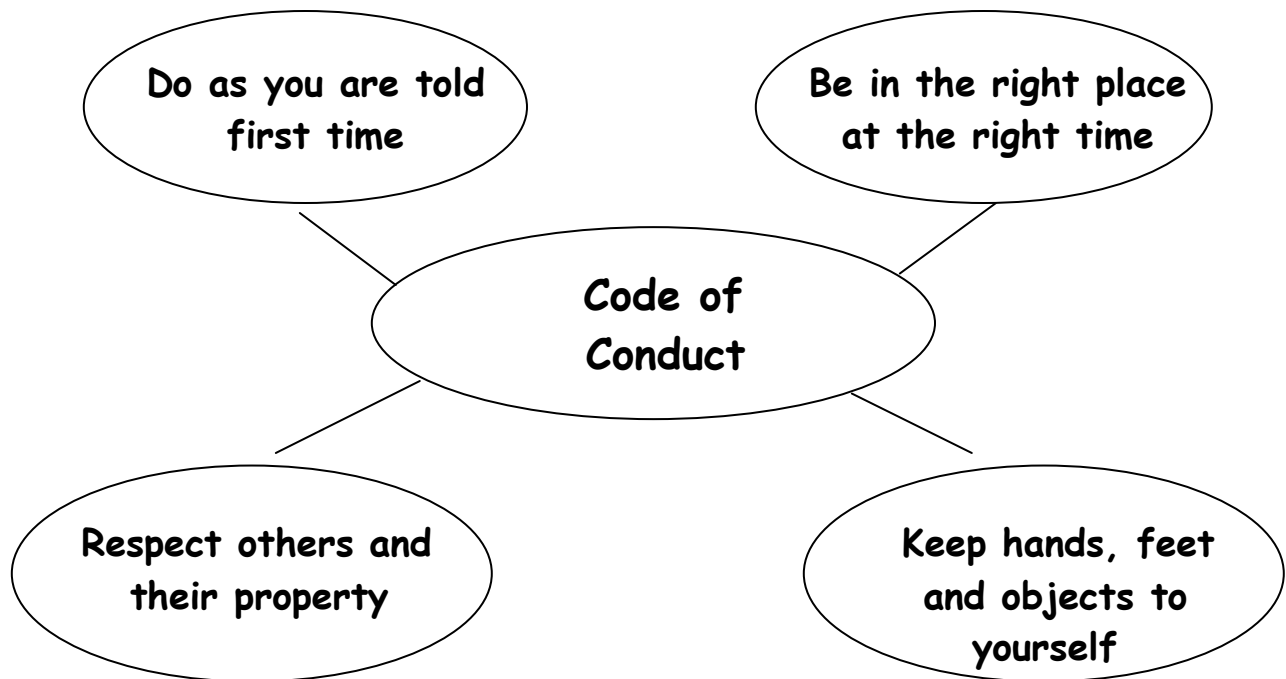 Do as you are told
first time
Be in the right place
at the right time
Code of
Conduct
Respect others and
their property
Keep hands, feet
and objects to
yourself